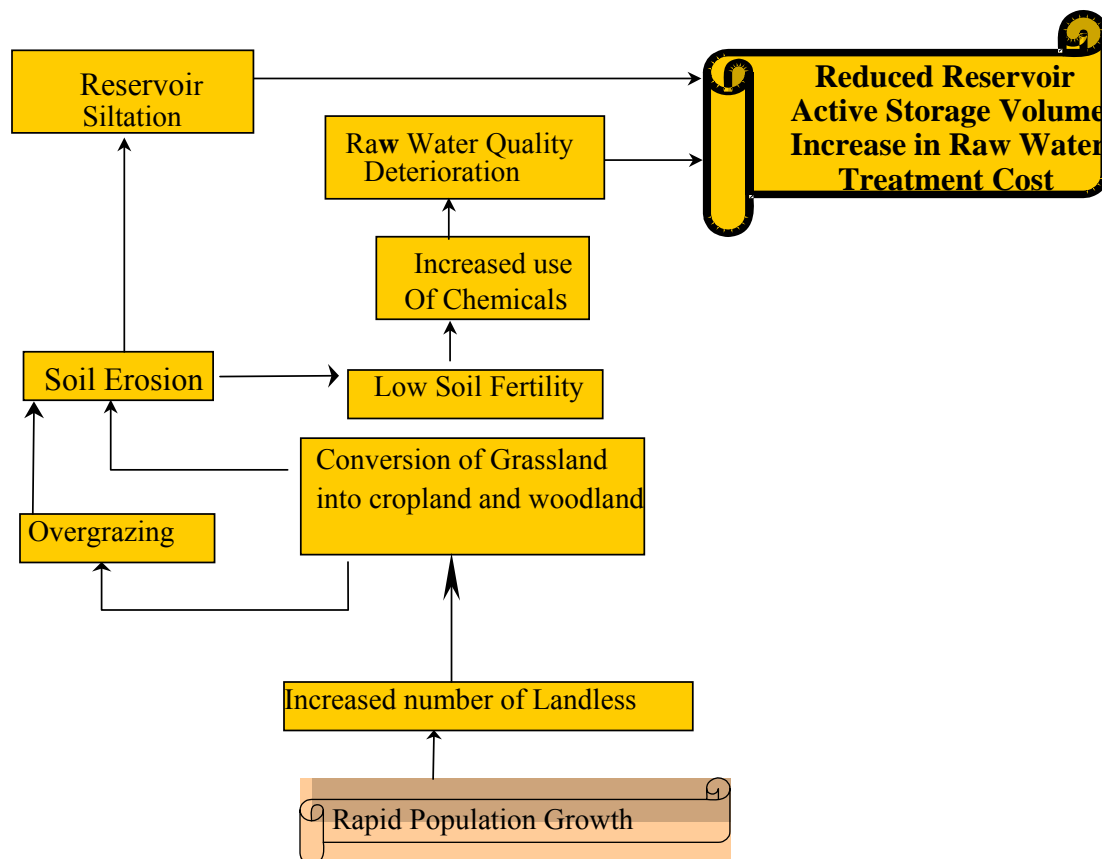 Reservoir
Siltation
Reduced Reservoir
Active Storage Volume
Increase in Raw Water
Treatment Cost
Raw Water Quality
Deterioration
Increased use
Of Chemicals
Soil Erosion
Low Soil Fertility
Conversion of Grassland
into cropland and woodland
Overgrazing
Increased number of Landless
Rapid Population Growth